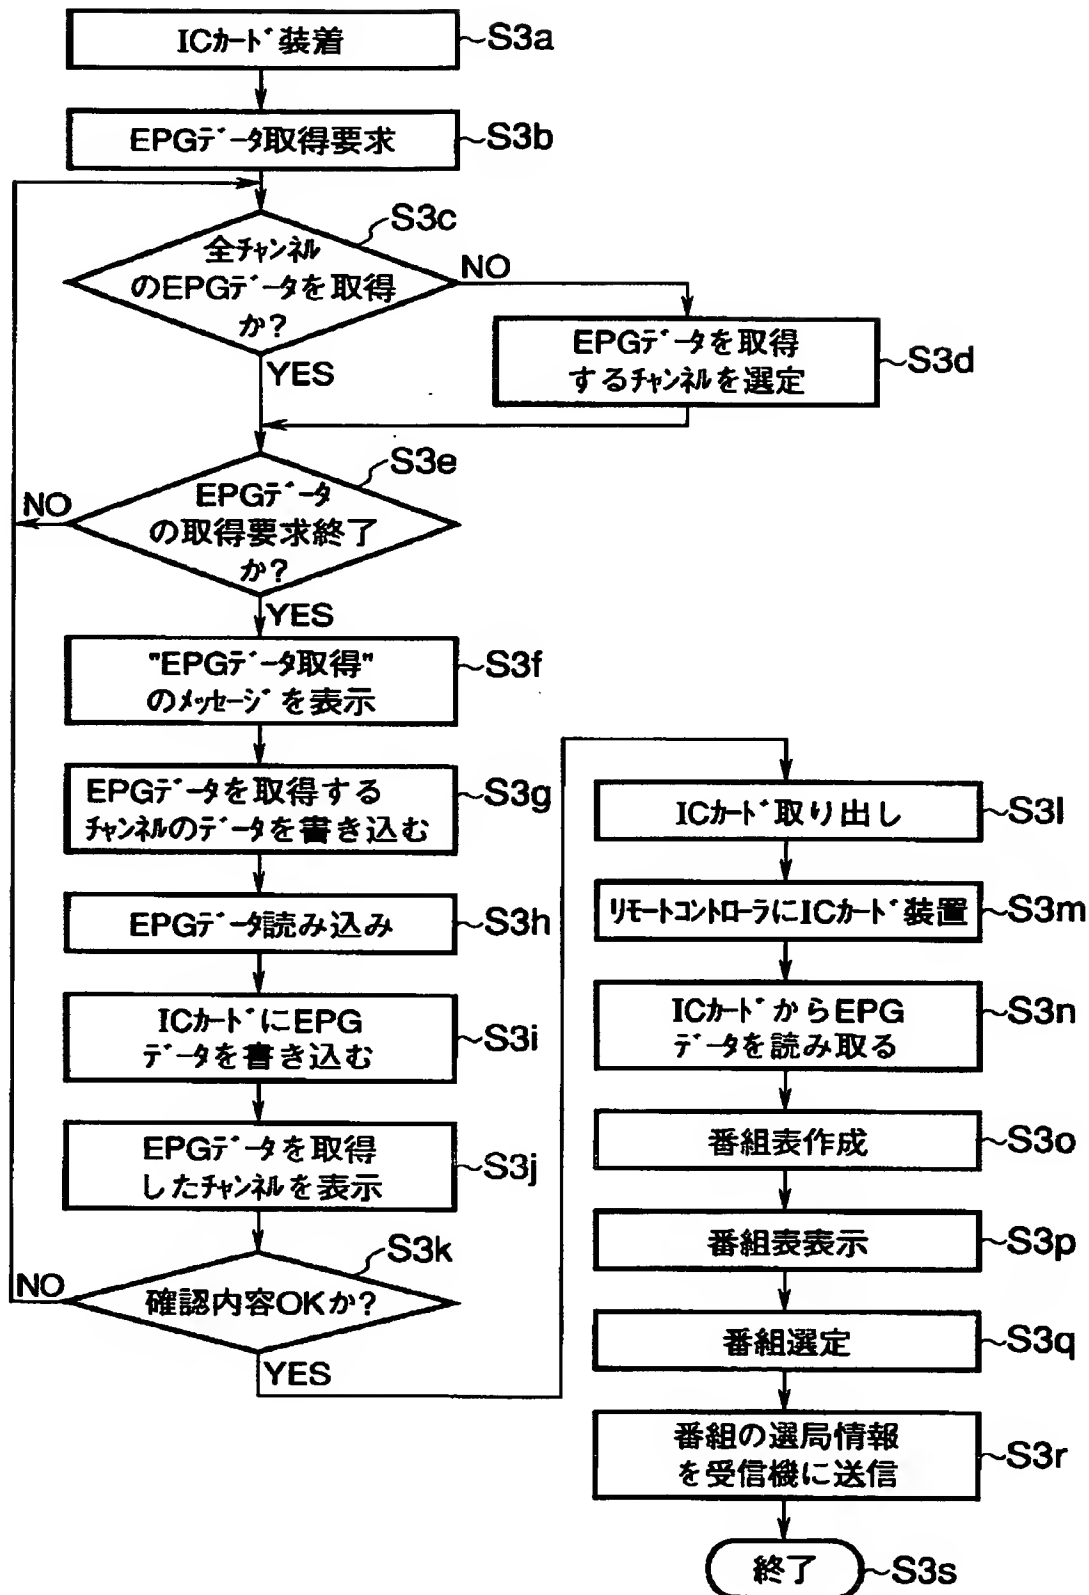 ICカード装着
S3a
EPGデータ取得要求
S3b
S3c
全チャンネル
のEPGデータを取得
か?
NO
YES
EPGデータを取得
するチャンネルを選定
S3d
S3e
EPGデータ
の取得要求終了
か?
NO
YES
"EPGデータ取得"
のメッセージを表示
S3f
EPGデータを取得する
チャンネルのデータを書き込む
S3g
EPGデータ読み込み
S3h
ICカードにEPG
データを書き込む
S3i
EPGデータを取得
したチャンネルを表示
S3j
S3k
確認内容OKか?
NO
YES
ICカード取り出し
S3l
リモートコントローラにICカード装置
S3m
ICカードからEPG
データを読み取る
S3n
番組表作成
S3o
番組表表示
S3p
番組選定
S3q
番組の選局情報
を受信機に送信
S3r
終了
S3s